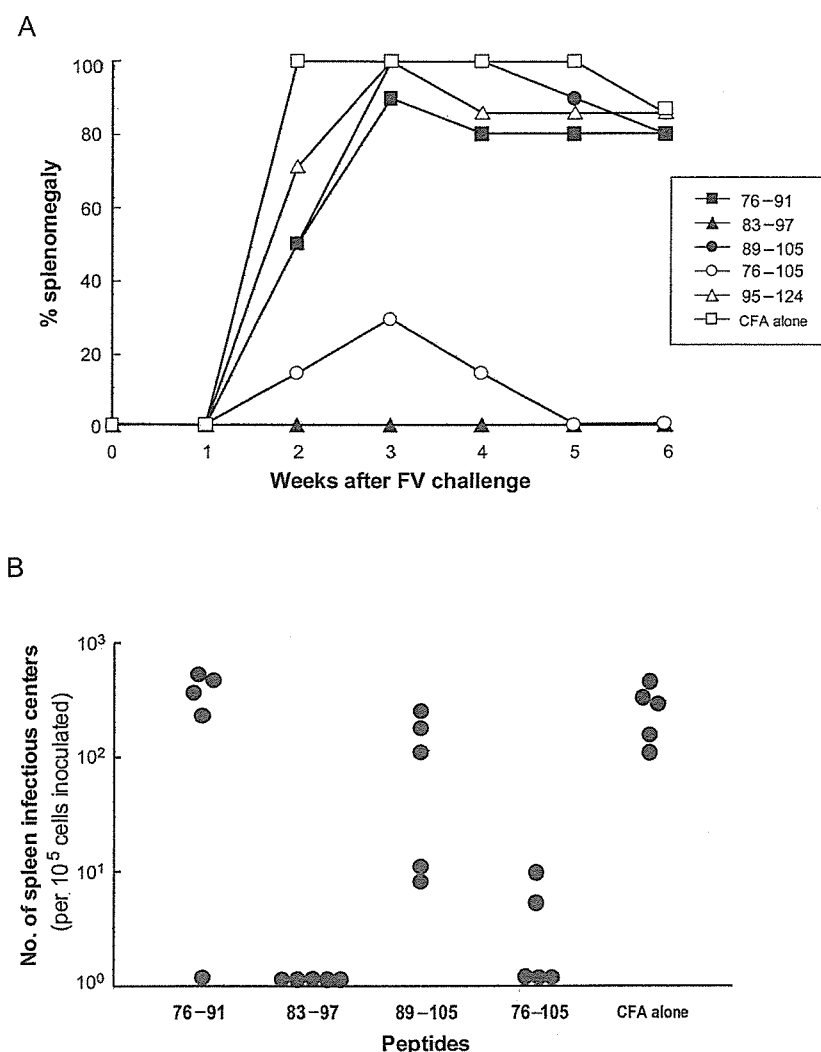 A
% splenomegaly
100
80
60
40
20
0
0 1 2 3 4 5 6
Weeks after FV challenge
76–91
83–97
89–105
76–105
95–124
CFA alone
B
No. of spleen infectious centers
(per 10⁵ cells inoculated)
10³
10²
10¹
10⁰
76–91 83–97 89–105 76–105 CFA alone
Peptides